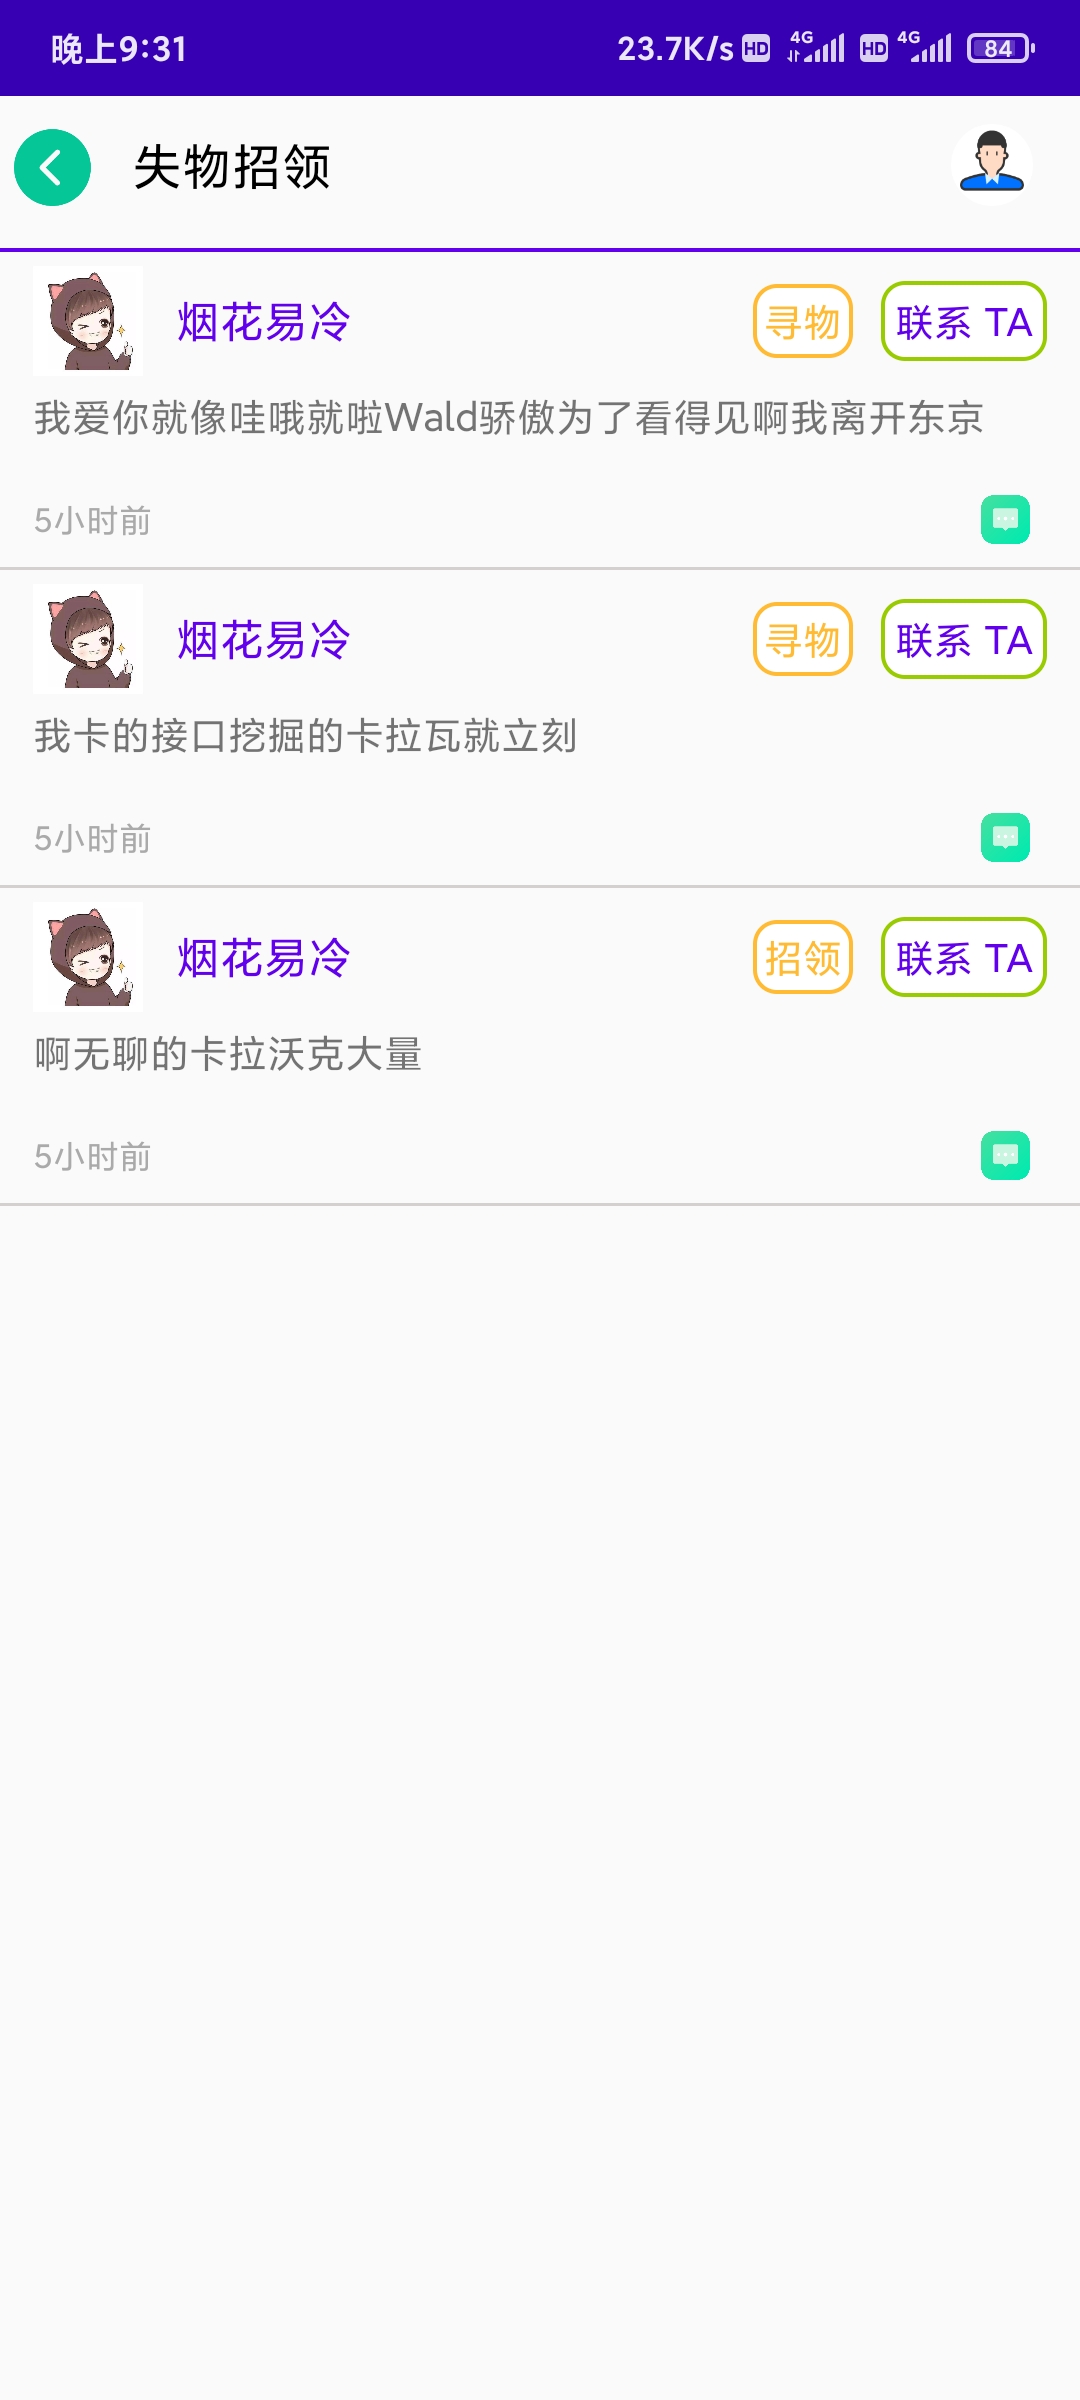 晚上9:31 23.7K/s HD 4G HD 4G 84
失物招领
烟花易冷 寻物 联系 TA
我爱你就像哇哦就啦Wald骄傲为了看得见啊我离开东京
5小时前
烟花易冷 寻物 联系 TA
我卡的接口挖掘的卡拉瓦就立刻
5小时前
烟花易冷 招领 联系 TA
啊无聊的卡拉沃克大量
5小时前